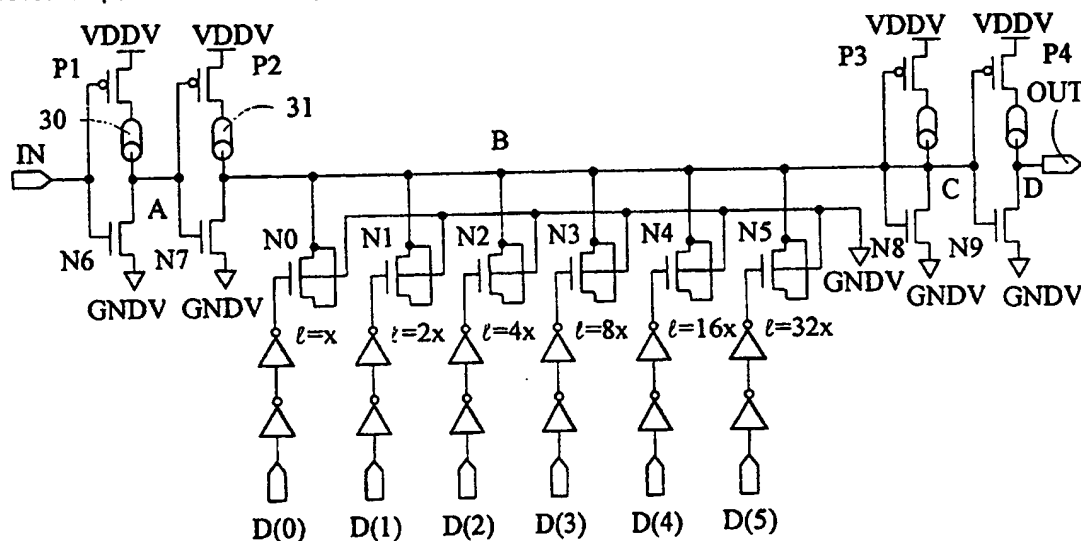 VDDV VDDV VDDV VDDV
P1 P2 P3 P4
OUT
30 31
IN B
A C D
N6 N7 N0 N1 N2 N3 N4 N5 N8 N9
GNDV GNDV GNDV GNDV
ℓ=x ℓ=2x ℓ=4x ℓ=8x ℓ=16x ℓ=32x
D(0) D(1) D(2) D(3) D(4) D(5)